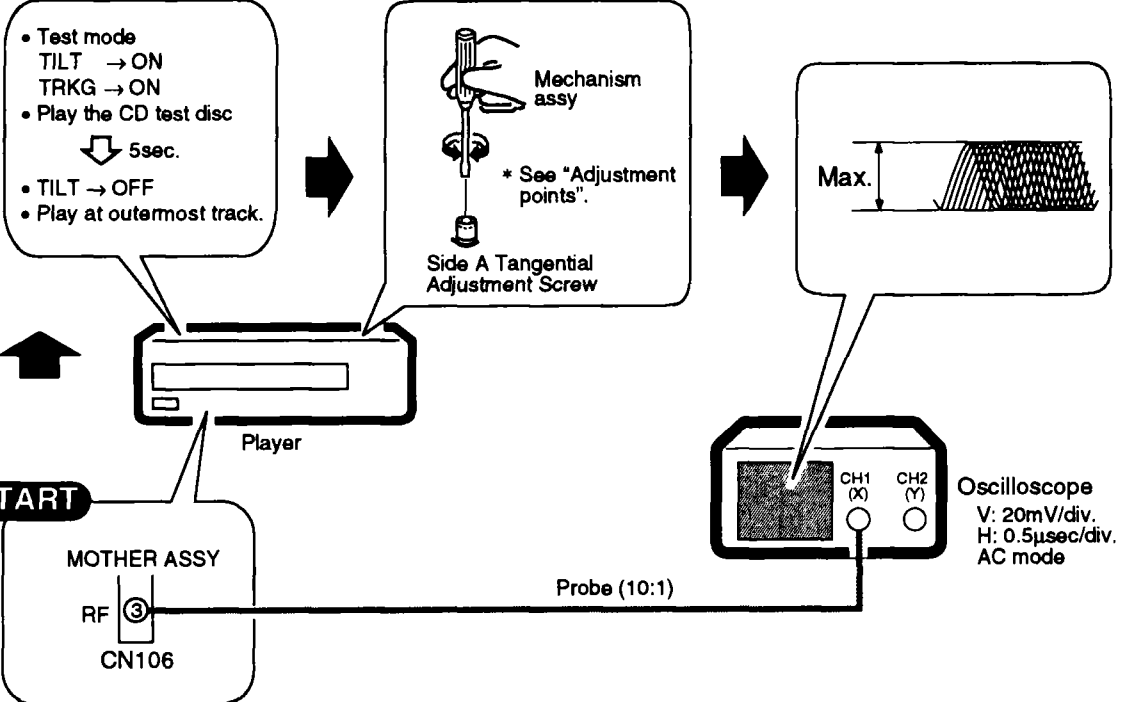 • Test mode
TILT → ON
TRKG → ON
• Play the CD test disc
5sec.
• TILT → OFF
• Play at outermost track.
Mechanism
assy
* See "Adjustment
points".
Side A Tangential
Adjustment Screw
Max.
Player
TART
MOTHER ASSY
RF ③
CN106
Probe (10:1)
CH1
(X)
CH2
(Y)
Oscilloscope
V: 20mV/div.
H: 0.5µsec/div.
AC mode